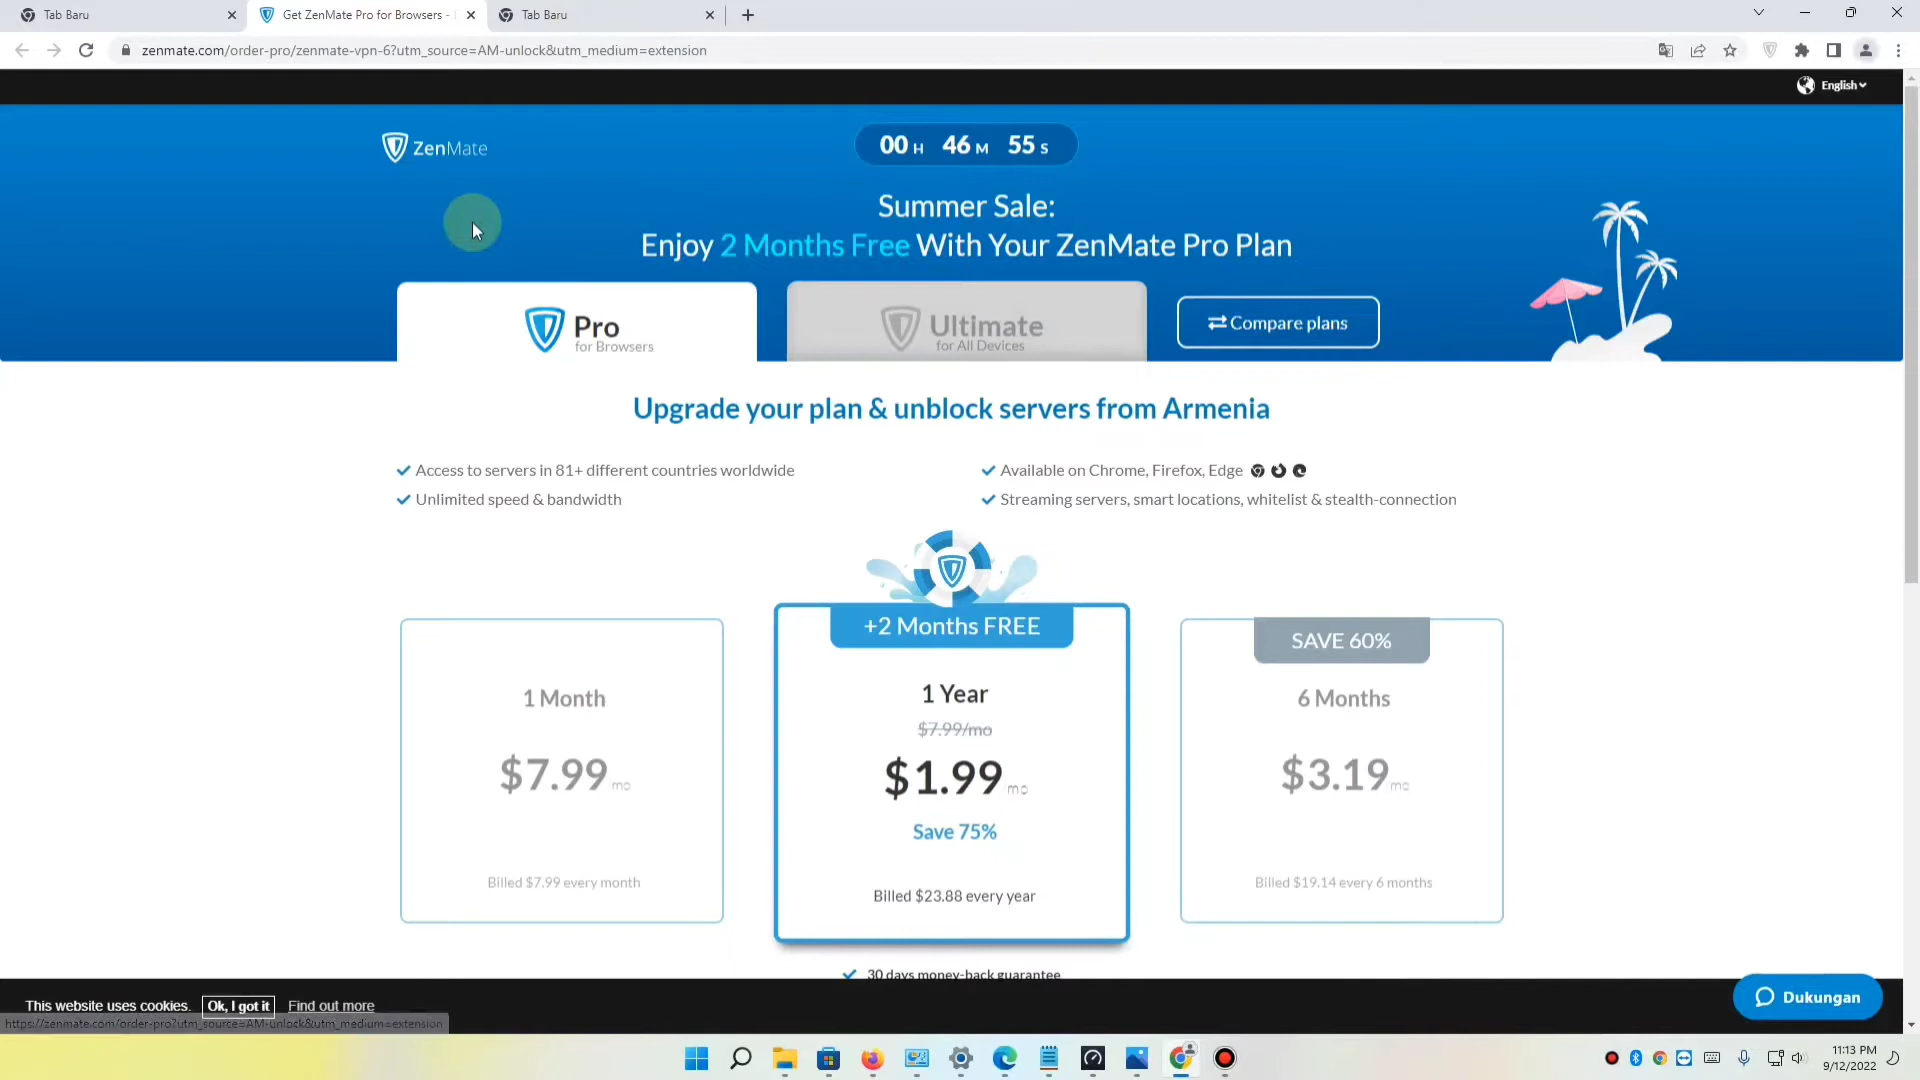 Tab Baru
Get ZenMate Pro for Browsers -
Tab Baru
zenmate.com/order-pro/zenmate-vpn-6?utm_source=AM-unlock&utm_medium=extension
English
ZenMate
00 H 46 M 55 S
Summer Sale:
Enjoy 2 Months Free With Your ZenMate Pro Plan
Pro
for Browsers
Ultimate
for All Devices
Compare plans
Upgrade your plan & unblock servers from Armenia
Access to servers in 81+ different countries worldwide
Available on Chrome, Firefox, Edge
Unlimited speed & bandwidth
Streaming servers, smart locations, whitelist & stealth-connection
+2 Months FREE
SAVE 60%
1 Month
$7.99 mo
Billed $7.99 every month
1 Year
$7.99/mo
$1.99 mo
Save 75%
Billed $23.88 every year
6 Months
$3.19 mo
Billed $19.14 every 6 months
30 days money-back guarantee
This website uses cookies. Ok, I got it Find out more
Dukungan
https://zenmate.com/order-pro?utm_source=AM-unlock&utm_medium=extension
11:13 PM
9/12/2022